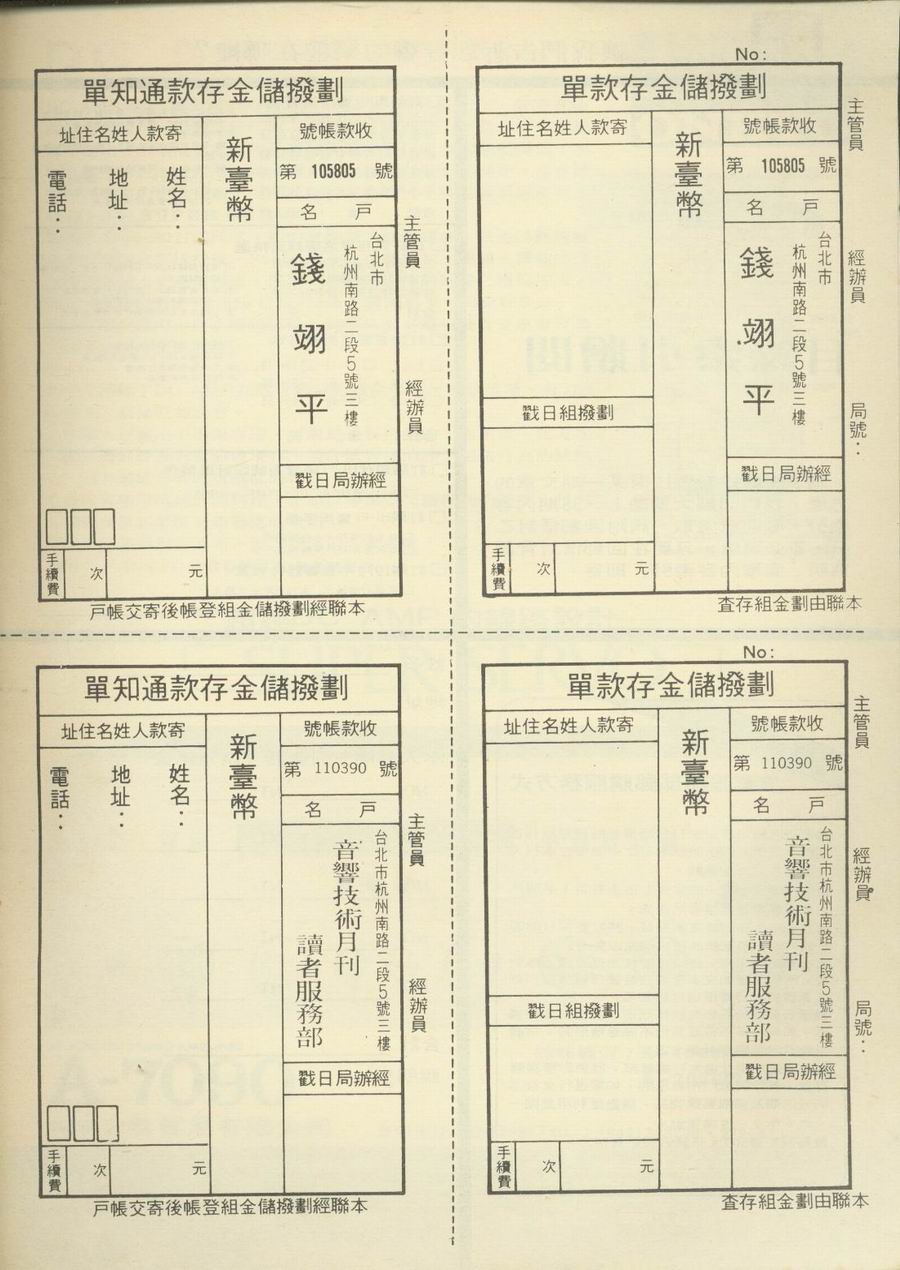 劃撥儲金存款通知單
收款帳號
第 105805 號
戶 名
台北市
杭州南路二段5號三樓
錢翊平
經辦局日戳
新臺幣
寄款人姓名住址
姓名：
地址：
電話：
手續費
次
元
主管員
經辦員
本聯經劃撥儲金組登帳後寄交帳戶
No:
劃撥儲金存款單
收款帳號
第 105805 號
戶 名
台北市
杭州南路二段5號三樓
錢翊平
經辦局日戳
新臺幣
寄款人姓名住址
劃撥組日戳
手續費
次
元
主管員
經辦員
局號：
本聯由劃金組存查
劃撥儲金存款通知單
收款帳號
第 110390 號
戶 名
台北市杭州南路二段5號三樓
音響技術月刊
讀者服務部
經辦局日戳
新臺幣
寄款人姓名住址
姓名：
地址：
電話：
手續費
次
元
主管員
經辦員
本聯經劃撥儲金組登帳後寄交帳戶
No:
劃撥儲金存款單
收款帳號
第 110390 號
戶 名
台北市杭州南路二段5號三樓
音響技術月刊
讀者服務部
經辦局日戳
新臺幣
寄款人姓名住址
劃撥組日戳
手續費
次
元
主管員
經辦員
局號：
本聯由劃金組存查